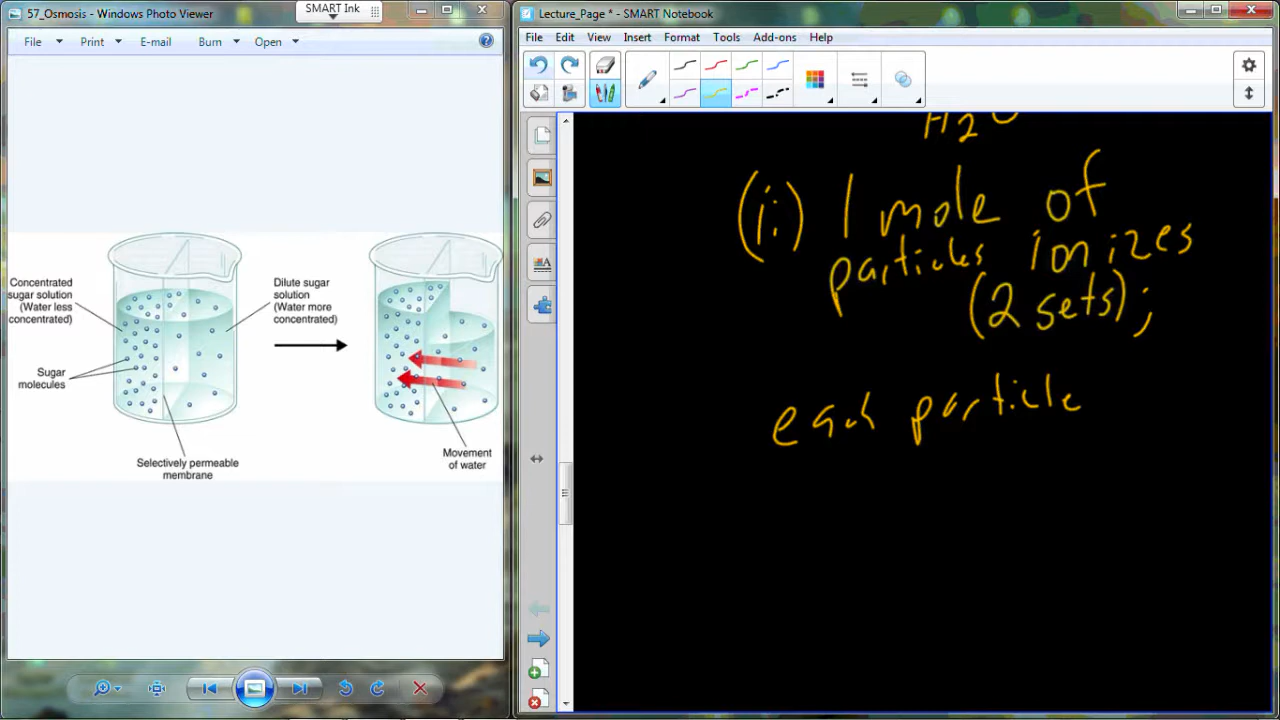 57_Osmosis - Windows Photo Viewer
SMART Ink
File Print E-mail Burn Open
Concentrated
sugar solution
(Water less
concentrated)
Sugar
molecules
Selectively permeable
membrane
Dilute sugar
solution
(Water more
concentrated)
Movement
of water
Lecture_Page * - SMART Notebook
File Edit View Insert Format Tools Add-ons Help
H2O
(i:) 1 mole of
particles ionizes
(2 sets);
each particle